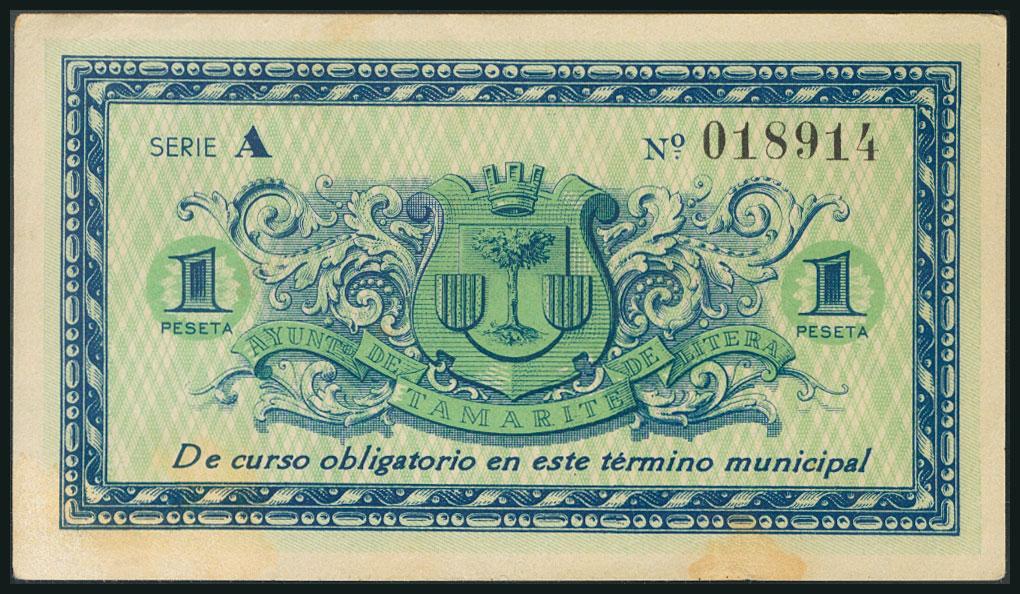 SERIE A
Nº 018914
1
PESETA
1
PESETA
AYUNTº DE TAMARITE DE LITERA
De curso obligatorio en este término municipal